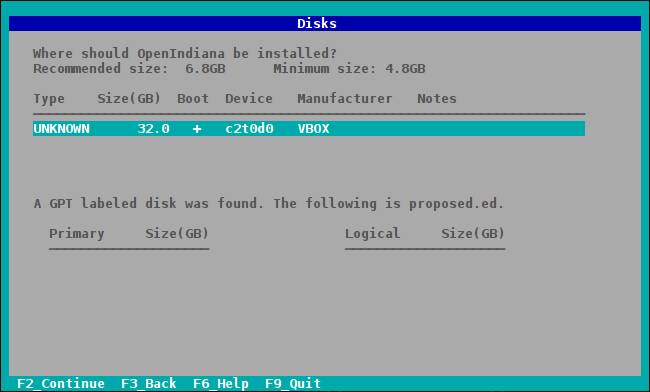 Disks
Where should OpenIndiana be installed?
Recommended size:  6.8GB      Minimum size: 4.8GB
Type    Size(GB)  Boot  Device   Manufacturer   Notes
UNKNOWN      32.0   +   c2t0d0   VBOX
A GPT labeled disk was found. The following is proposed.ed.
Primary     Size(GB)                 Logical     Size(GB)
F2_Continue  F3_Back  F6_Help  F9_Quit